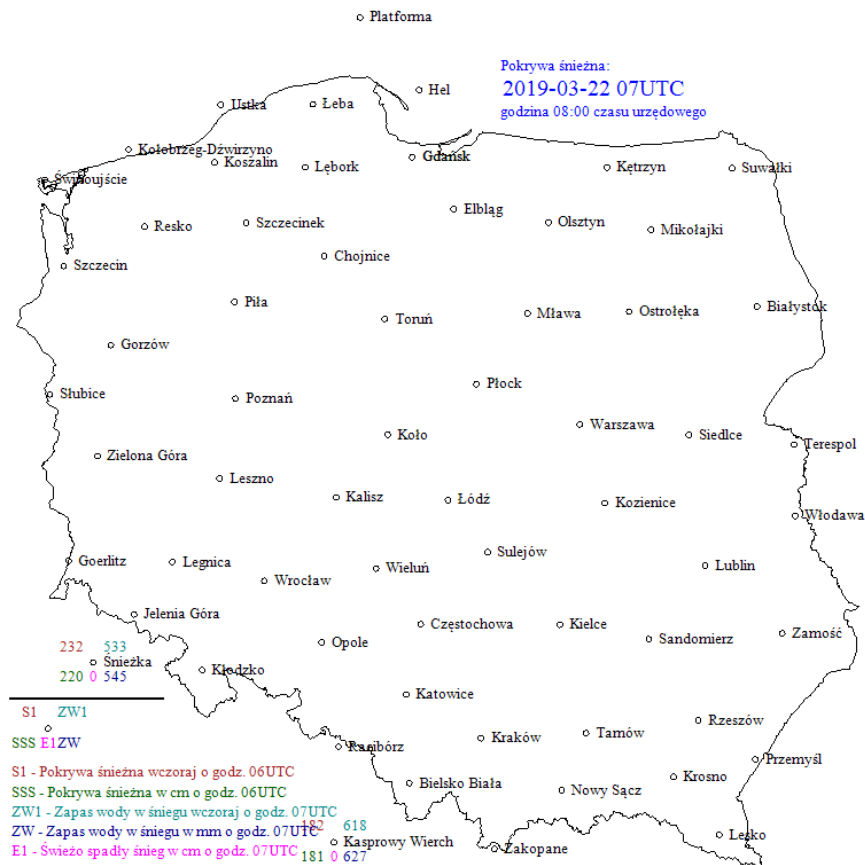 Platforma
Pokrywa śnieżna:
2019-03-22 07UTC
godzina 08:00 czasu urzędowego
Hel
Ustka
Łeba
Kołobrzeg-Dźwirzyno
Koszalin
Lębork
Gdańsk
Kętrzyn
Suwałki
Świnoujście
Resko
Szczecinek
Elbląg
Olsztyn
Mikołajki
Chojnice
Szczecin
Piła
Toruń
Mława
Ostrołęka
Białystok
Gorzów
Słubice
Poznań
Płock
Koło
Warszawa
Siedlce
Terespol
Zielona Góra
Leszno
Kalisz
Łódź
Kozienice
Włodawa
Goerlitz
Legnica
Wrocław
Wieluń
Sulejów
Lublin
Jelenia Góra
Opole
Częstochowa
Kielce
Sandomierz
Zamość
232 533
Śnieżka
220 0 545
Kłodzko
Katowice
S1 ZW1
SSS E1ZW
Racibórz
Kraków
Tarnów
Rzeszów
Przemyśl
S1 - Pokrywa śnieżna wczoraj o godz. 06UTC
SSS - Pokrywa śnieżna w cm o godz. 06UTC
ZW1 - Zapas wody w śniegu wczoraj o godz. 07UTC
ZW - Zapas wody w śniegu w mm o godz. 07UTC
E1 - Świeżo spadły śnieg w cm o godz. 07UTC
Bielsko Biała
Nowy Sącz
Krosno
182 618
Kasprowy Wierch
181 0 627
Zakopane
Lesko